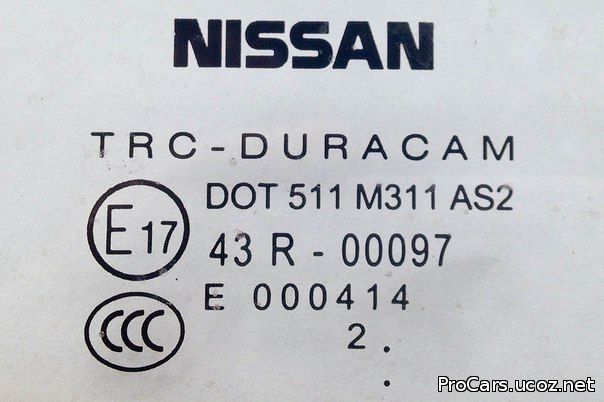 NISSAN
TRC-DURACAM
DOT 511 M311 AS2
E17
43 R - 00097
E 000414
CCC
2 .
.
ProCars.ucoz.net